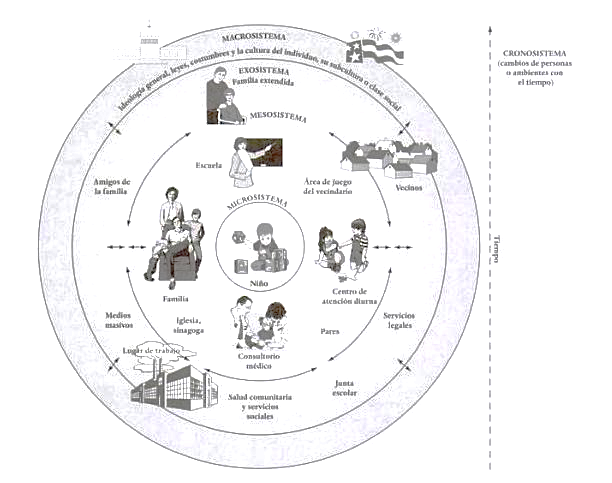 MACROSISTEMA
Ideología general, leyes, costumbres y la cultura del individuo, su subcultura o clase social
EXOSISTEMA
Familia extendida
MESOSISTEMA
Escuela
Área de juego
del vecindario
Amigos de
la familia
Vecinos
MICROSISTEMA
Niño
Familia
Centro de
atención diurna
Medios
masivos
Iglesia,
sinagoga
Pares
Servicios
legales
Consultorio
médico
Lugar de trabajo
Salud comunitaria
y servicios
sociales
Junta
escolar
CRONOSISTEMA
(cambios de personas
o ambientes con
el tiempo)
Tiempo